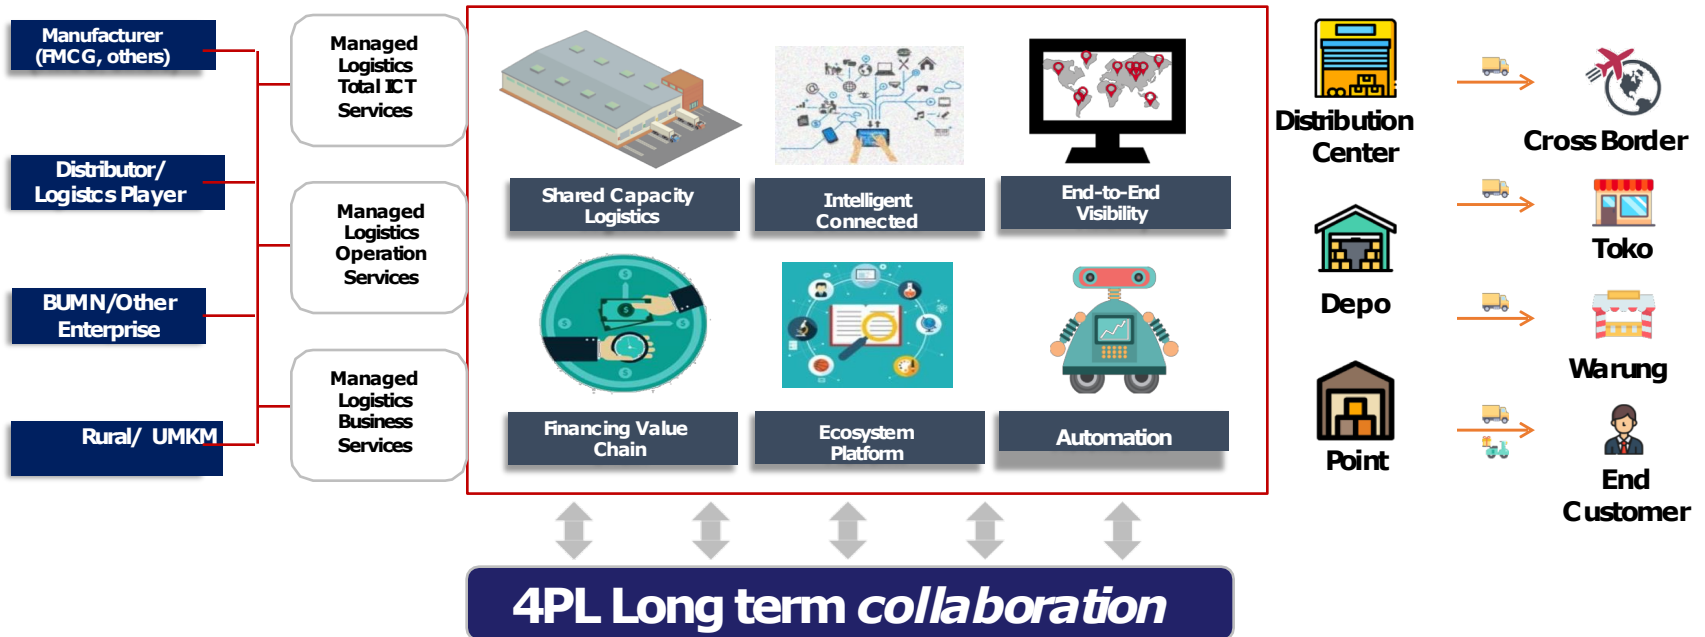 Manufacturer
(FMCG, others)
Distributor/
Logistcs Player
BUMN/Other
Enterprise
Rural/ UMKM
Managed
Logistics
Total ICT
Services
Managed
Logistics
Operation
Services
Managed
Logistics
Business
Services
Shared Capacity
Logistics
Intelligent
Connected
End-to-End
Visibility
Financing Value
Chain
Ecosystem
Platform
Automation
Distribution
Center
Depo
Point
Cross Border
Toko
Warung
End
Customer
4PL Long term collaboration